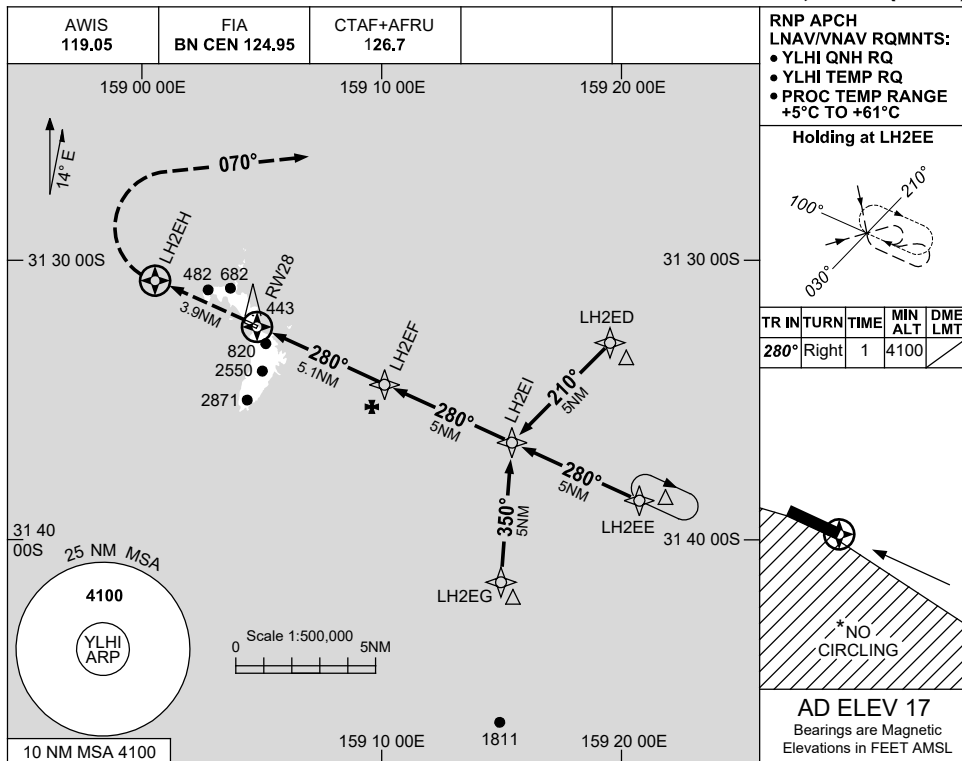 AWIS
119.05
FIA
BN CEN 124.95
CTAF+AFRU
126.7
RNP APCH
LNAV/VNAV RQMNTS:
• YLHI QNH RQ
• YLHI TEMP RQ
• PROC TEMP RANGE
+5°C TO +61°C
159 00 00E
159 10 00E
159 20 00E
14° E
070°
LH2EH
31 30 00S
482
682
RW28
443
31 30 00S
3.9NM
820
2550
2871
280°
5.1NM
LH2EF
280°
5NM
LH2EI
LH2ED
210°
5NM
280°
5NM
LH2EE
350°
5NM
LH2EG
31 40
00S
31 40 00S
25 NM MSA
4100
YLHI
ARP
Scale 1:500,000
0
5NM
10 NM MSA 4100
159 10 00E
1811
159 20 00E
Holding at LH2EE
210°
100°
030°
TR IN
TURN
TIME
MIN
ALT
DME
LMT
280°
Right
1
4100
*NO
CIRCLING
AD ELEV 17
Bearings are Magnetic
Elevations in FEET AMSL